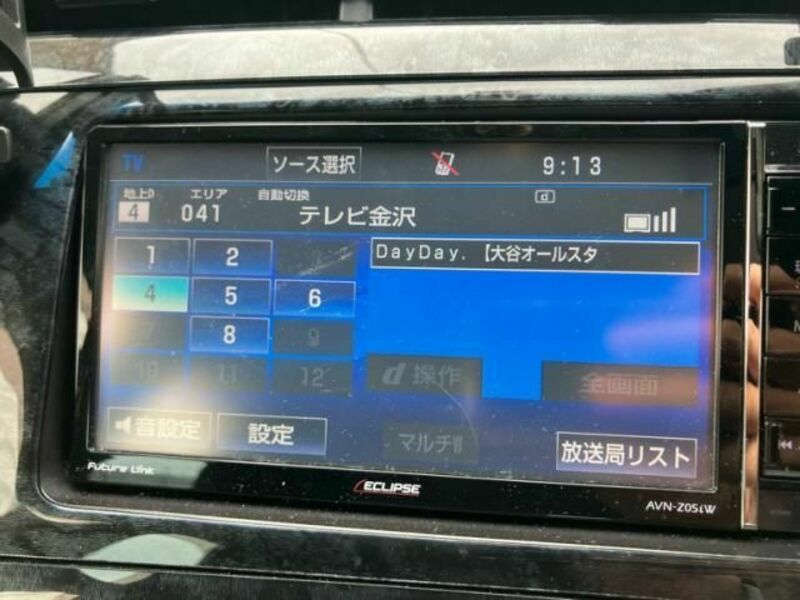 TV ソース選択 9:13
地上D エリア 自動切換 d
4 041 テレビ金沢
1 2 3 DayDay. 【大谷オールスタ
4 5 6
8 9
10 11 12 d 操作 全画面
音設定 設定 マルチW 放送局リスト
Future Link ECLIPSE AVN-Z05iW